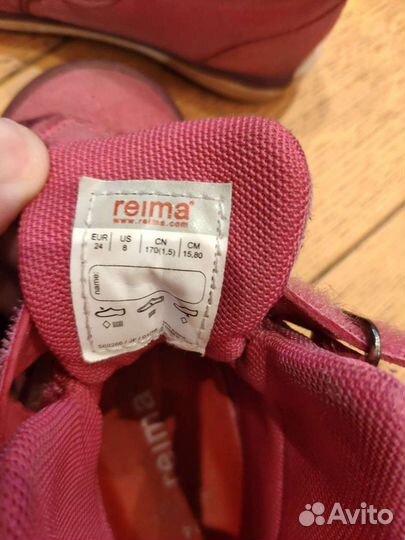 reima®
www.reima.com
EUR US CN CM
24 8 170(1,5) 15,80
name:
reima
Avito